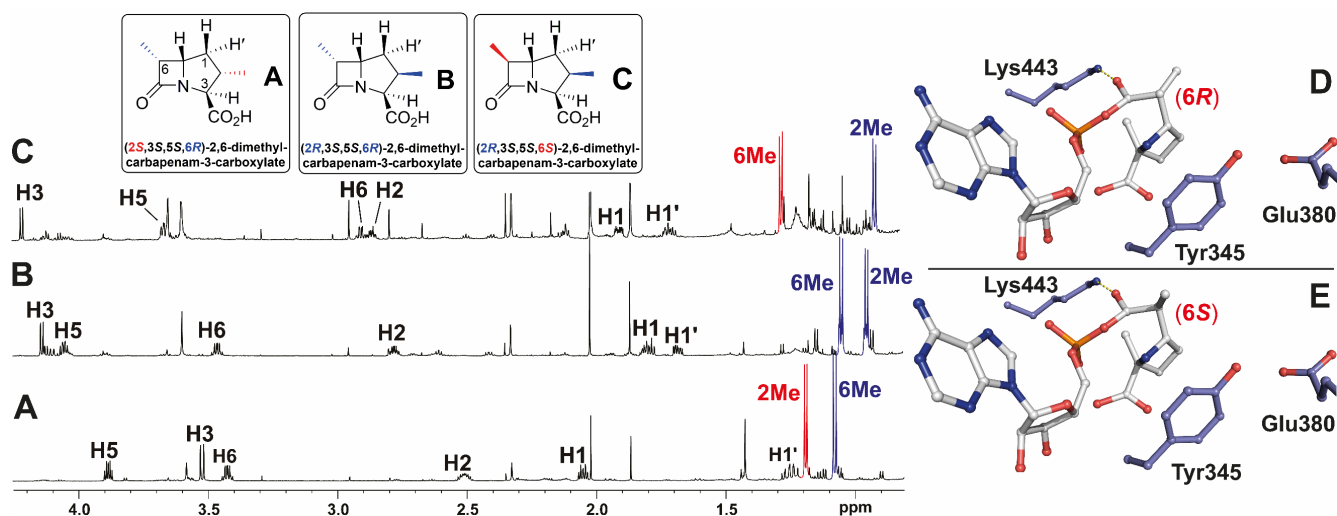 H
H
H'
6
1
3
O
N
H
CO₂H
A
(2S,3S,5S,6R)-2,6-dimethyl-
carbapenam-3-carboxylate
H
H
H'
O
N
H
CO₂H
B
(2R,3S,5S,6R)-2,6-dimethyl-
carbapenam-3-carboxylate
H
H
H'
O
N
H
CO₂H
C
(2R,3S,5S,6S)-2,6-dimethyl-
carbapenam-3-carboxylate
C
H3
H5
H6
H2
H1
H1'
6Me
2Me
B
H3
H5
H6
H2
H1
H1'
6Me
2Me
A
H5
H3
H6
H2
H1
H1'
2Me
6Me
4.0
3.5
3.0
2.5
2.0
1.5
ppm
Lys443
(6R)
D
Glu380
Tyr345
Lys443
(6S)
E
Glu380
Tyr345